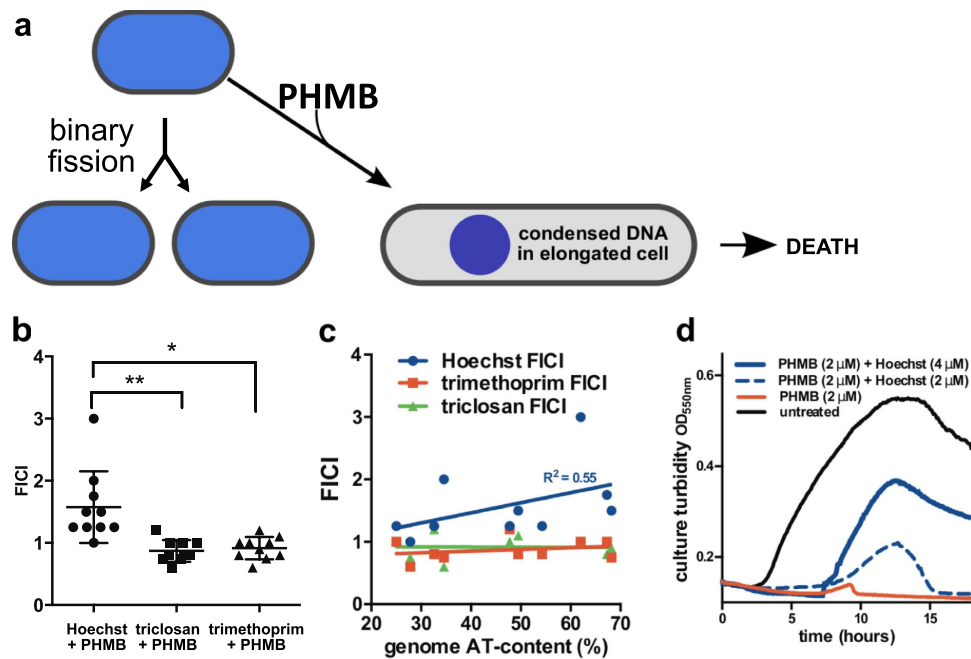 a
PHMB
binary
fission
condensed DNA
in elongated cell
DEATH
b
*
**
FICI
4
3
2
1
0
Hoechst
+ PHMB
triclosan
+ PHMB
trimethoprim
+ PHMB
c
Hoechst FICI
trimethoprim FICI
triclosan FICI
R² = 0.55
FICI
4
3
2
1
0
20 30 40 50 60 70
genome AT-content (%)
d
PHMB (2 μM) + Hoechst (4 μM)
PHMB (2 μM) + Hoechst (2 μM)
PHMB (2 μM)
untreated
culture turbidity OD550nm
0.6
0.4
0.2
0 5 10 15
time (hours)